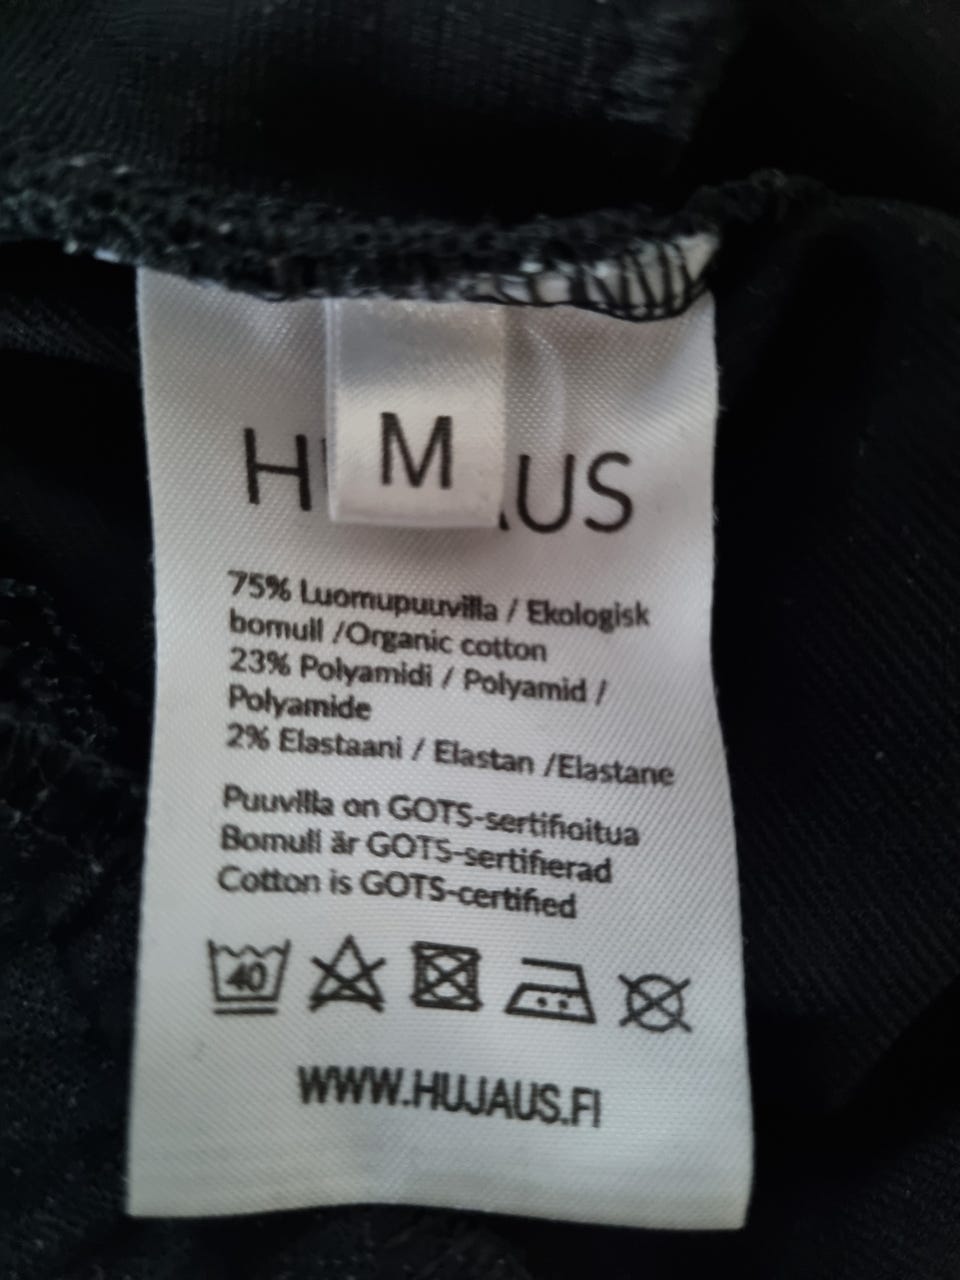 M
H AUS
75% Luomupuuvilla / Ekologisk
bomull /Organic cotton
23% Polyamidi / Polyamid /
Polyamide
2% Elastaani / Elastan /Elastane
Puuvilla on GOTS-sertifioitua
Bomull är GOTS-sertifierad
Cotton is GOTS-certified
40
WWW.HUJAUS.FI